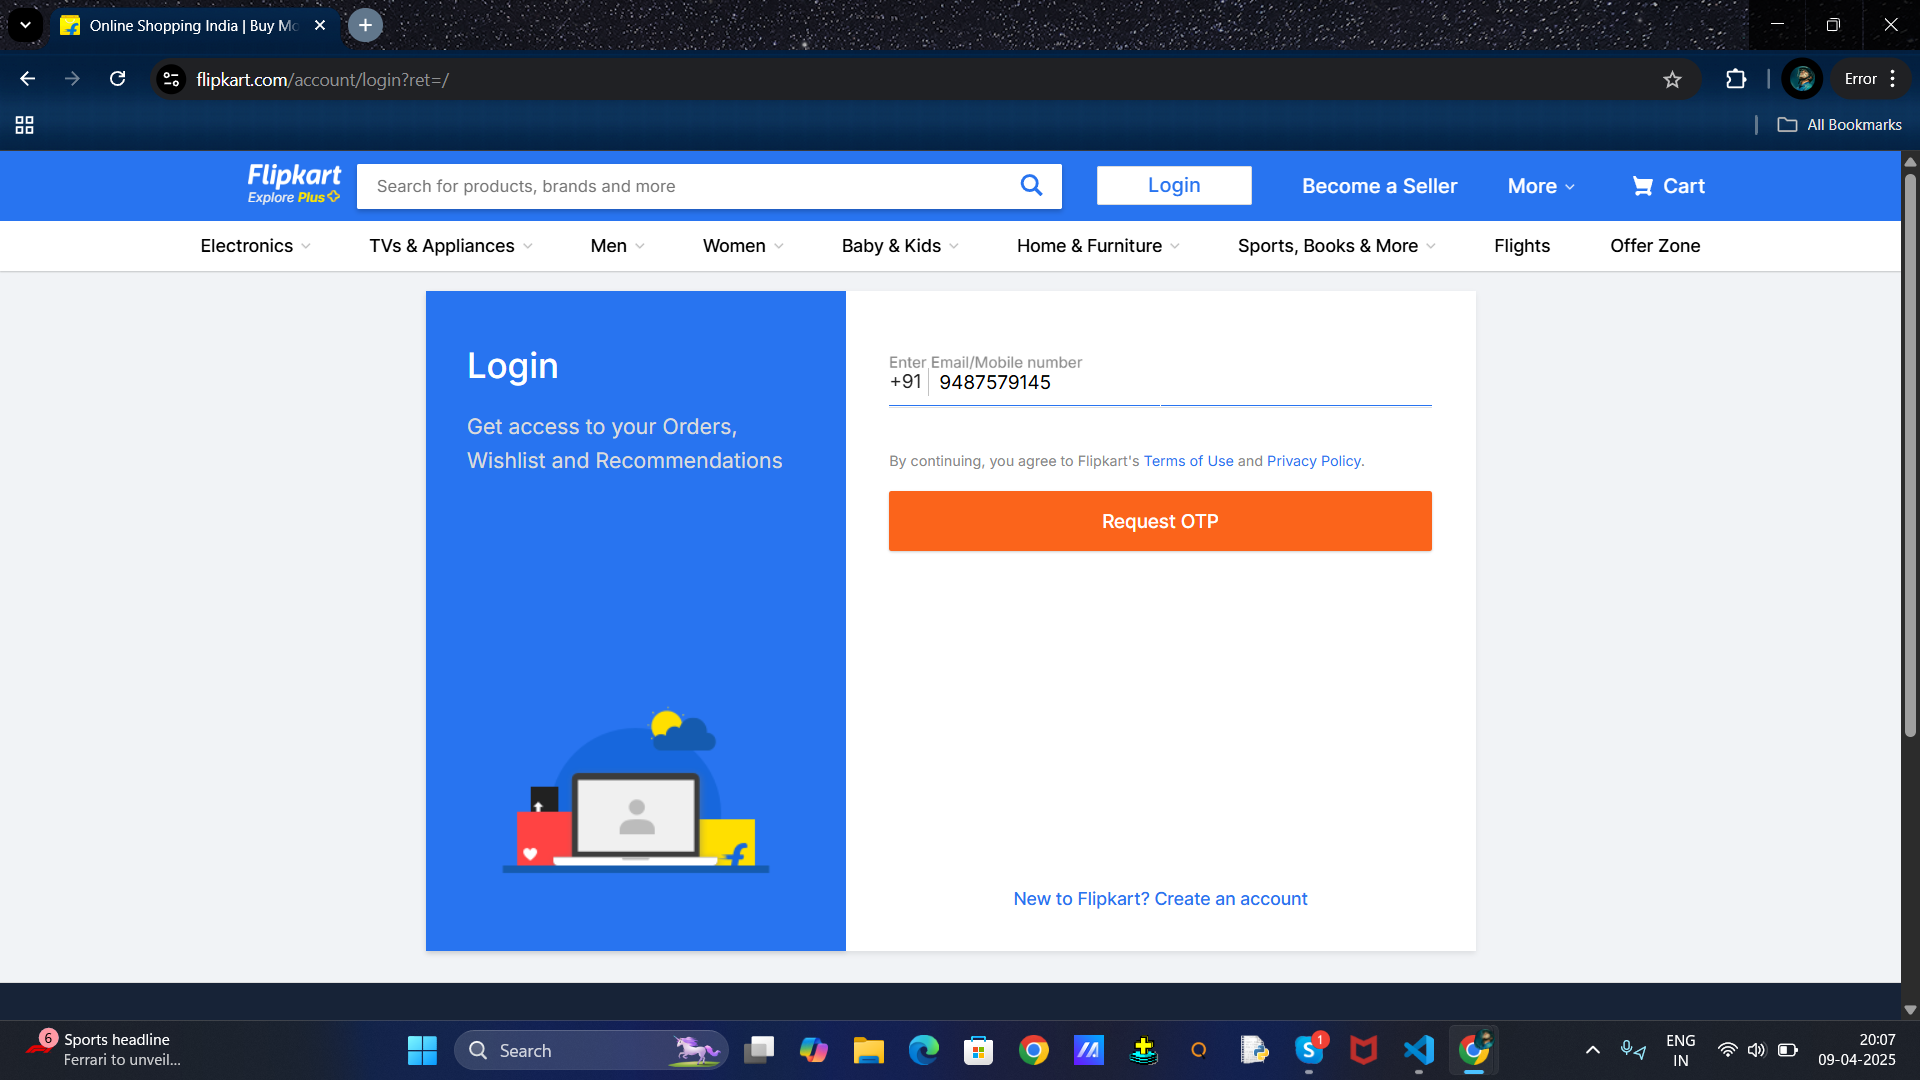 Online Shopping India | Buy Mo
flipkart.com/account/login?ret=/
Error
All Bookmarks
Flipkart
Explore Plus
Search for products, brands and more
Login
Become a Seller
More
Cart
Electronics
TVs & Appliances
Men
Women
Baby & Kids
Home & Furniture
Sports, Books & More
Flights
Offer Zone
Login
Get access to your Orders,
Wishlist and Recommendations
Enter Email/Mobile number
+91 9487579145
By continuing, you agree to Flipkart's Terms of Use and Privacy Policy.
Request OTP
New to Flipkart? Create an account
6
Sports headline
Ferrari to unveil...
Search
1
ENG
IN
20:07
09-04-2025